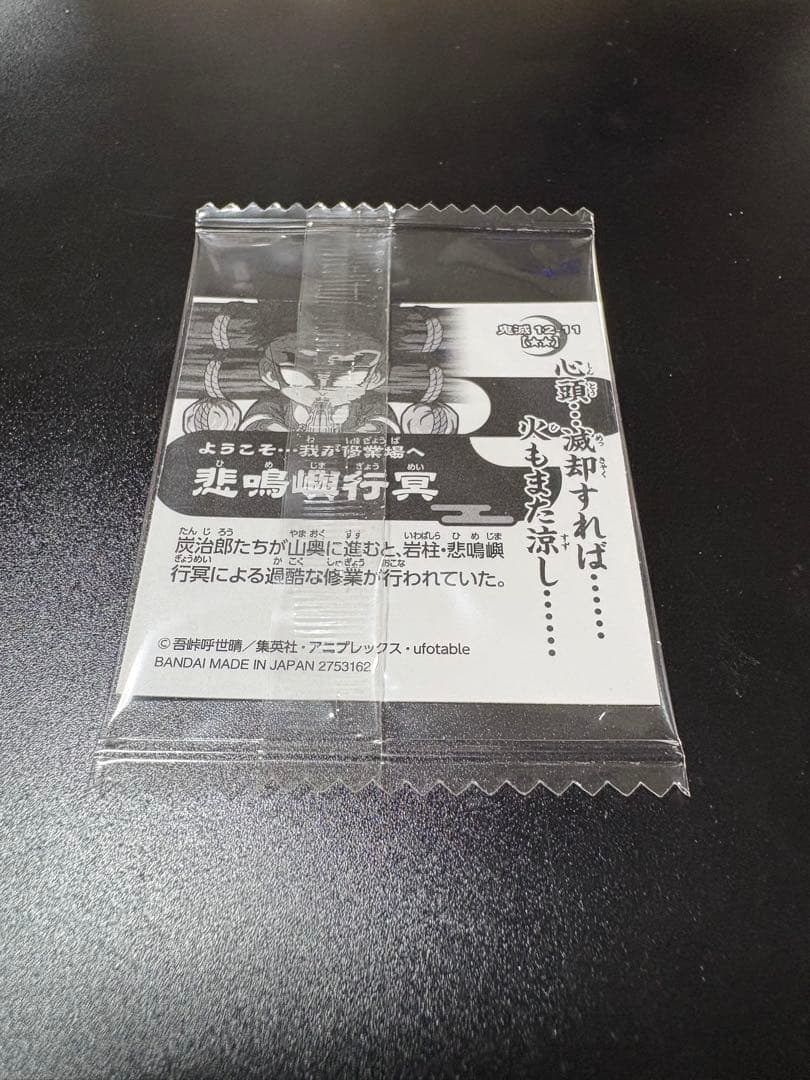 鬼滅 12-11
[★★]
心頭…滅却すれば……
火もまた涼し………
ようこそ…我が修業場へ
悲鳴嶼行冥
炭治郎たちが山奥に進むと、岩柱・悲鳴嶼
行冥による過酷な修業が行われていた。
©吾峠呼世晴／集英社・アニプレックス・ufotable
BANDAI MADE IN JAPAN 2753162